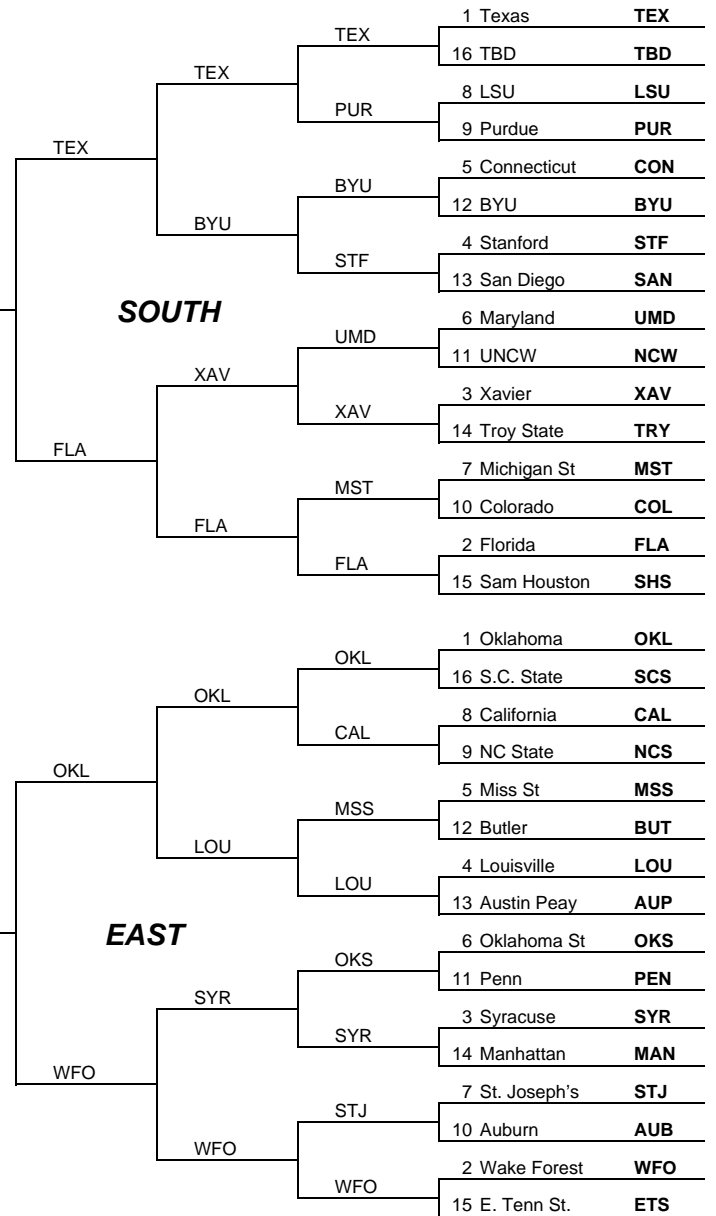 1 Texas TEX
TEX
16 TBD TBD
TEX
8 LSU LSU
PUR
9 Purdue PUR
TEX
5 Connecticut CON
BYU
12 BYU BYU
BYU
4 Stanford STF
STF
13 San Diego SAN
SOUTH
6 Maryland UMD
UMD
11 UNCW NCW
XAV
3 Xavier XAV
XAV
14 Troy State TRY
FLA
7 Michigan St MST
MST
10 Colorado COL
FLA
2 Florida FLA
FLA
15 Sam Houston SHS
1 Oklahoma OKL
OKL
16 S.C. State SCS
OKL
8 California CAL
CAL
9 NC State NCS
OKL
5 Miss St MSS
MSS
12 Butler BUT
LOU
4 Louisville LOU
LOU
13 Austin Peay AUP
EAST
6 Oklahoma St OKS
OKS
11 Penn PEN
SYR
3 Syracuse SYR
SYR
14 Manhattan MAN
WFO
7 St. Joseph's STJ
STJ
10 Auburn AUB
WFO
2 Wake Forest WFO
WFO
15 E. Tenn St. ETS